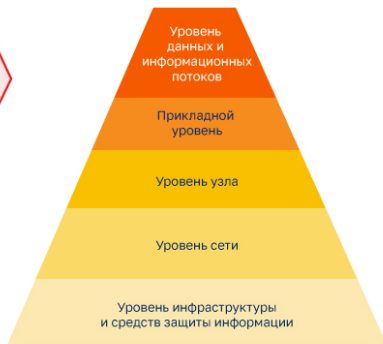 Уровень
данных и
информационных
потоков
Прикладной
уровень
Уровень узла
Уровень сети
Уровень инфраструктуры
и средств защиты информации